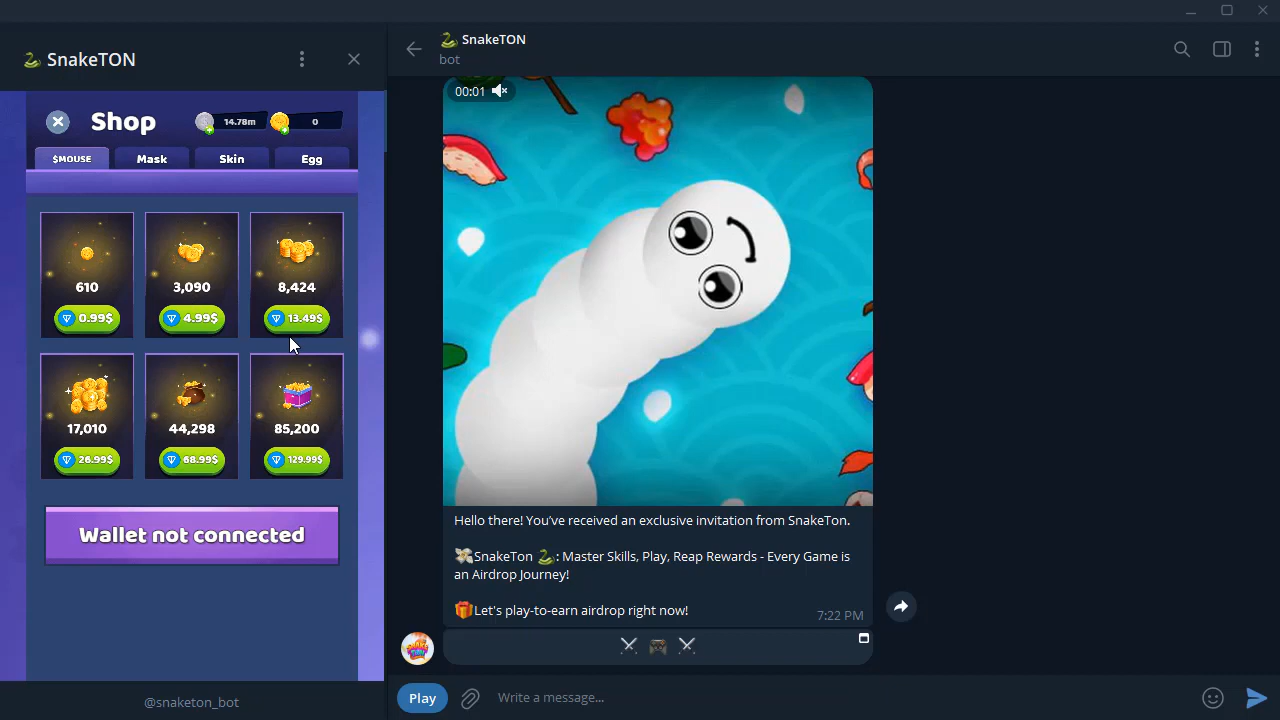 SnakeTON
Shop
14.78m
0
$MOUSE
Mask
Skin
Egg
610
3,090
8,424
0.99$
4.99$
13.49$
17,010
44,298
85,200
26.99$
68.99$
129.99$
Wallet not connected
@snaketon_bot
SnakeTON
bot
00:01
Hello there! You've received an exclusive invitation from SnakeTon.
💸SnakeTon 🐍: Master Skills, Play, Reap Rewards - Every Game is
an Airdrop Journey!
🎁Let's play-to-earn airdrop right now!
7:22 PM
Play
Write a message...